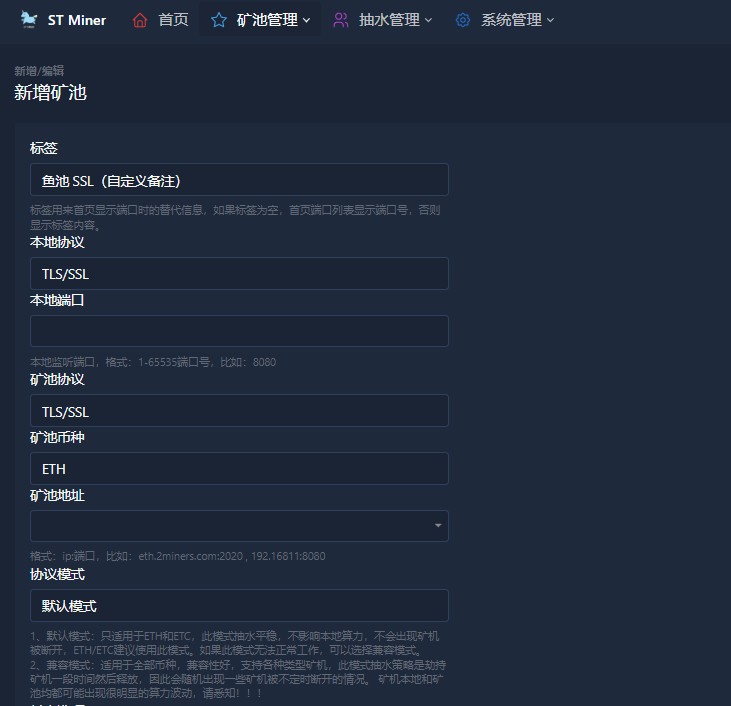 ST Miner 首页 矿池管理 抽水管理 系统管理
新增/编辑
新增矿池
标签
鱼池 SSL（自定义备注）
标签用来首页显示端口时的替代信息，如果标签为空，首页端口列表显示端口号，否则
显示标签内容。
本地协议
TLS/SSL
本地端口
本地监听端口，格式：1-65535端口号，比如：8080
矿池协议
TLS/SSL
矿池币种
ETH
矿池地址
格式：ip:端口，比如：eth.2miners.com:2020 , 192.16811:8080
协议模式
默认模式
1、默认模式：只适用于ETH和ETC，此模式抽水平稳，不影响本地算力，不会出现矿机
被断开，ETH/ETC建议使用此模式。如果此模式无法正常工作，可以选择兼容模式。
2、兼容模式：适用于全部币种，兼容性好，支持各种类型矿机，此模式抽水策略是劫持
矿机一段时间然后释放，因此会随机出现一些矿机被不定时断开的情况。 矿机本地和矿
池均都可能出现很明显的算力波动，请悉知！！！